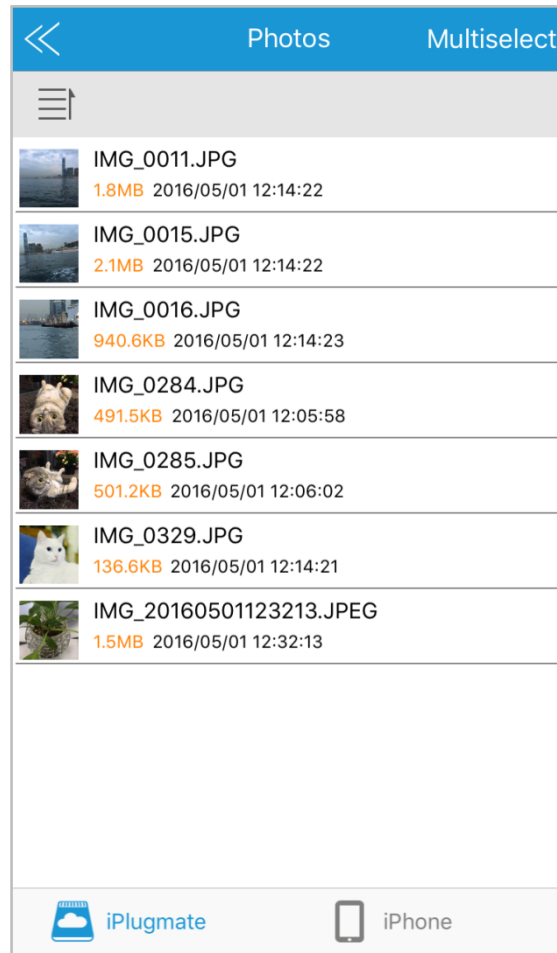 Photos Multiselect
IMG_0011.JPG
1.8MB 2016/05/01 12:14:22
IMG_0015.JPG
2.1MB 2016/05/01 12:14:22
IMG_0016.JPG
940.6KB 2016/05/01 12:14:23
IMG_0284.JPG
491.5KB 2016/05/01 12:05:58
IMG_0285.JPG
501.2KB 2016/05/01 12:06:02
IMG_0329.JPG
136.6KB 2016/05/01 12:14:21
IMG_20160501123213.JPEG
1.5MB 2016/05/01 12:32:13
iPlugmate iPhone